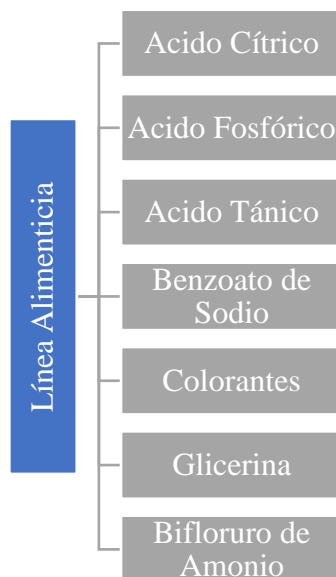 Línea Alimenticia
Acido Cítrico
Acido Fosfórico
Acido Tánico
Benzoato de
Sodio
Colorantes
Glicerina
Bifloruro de
Amonio